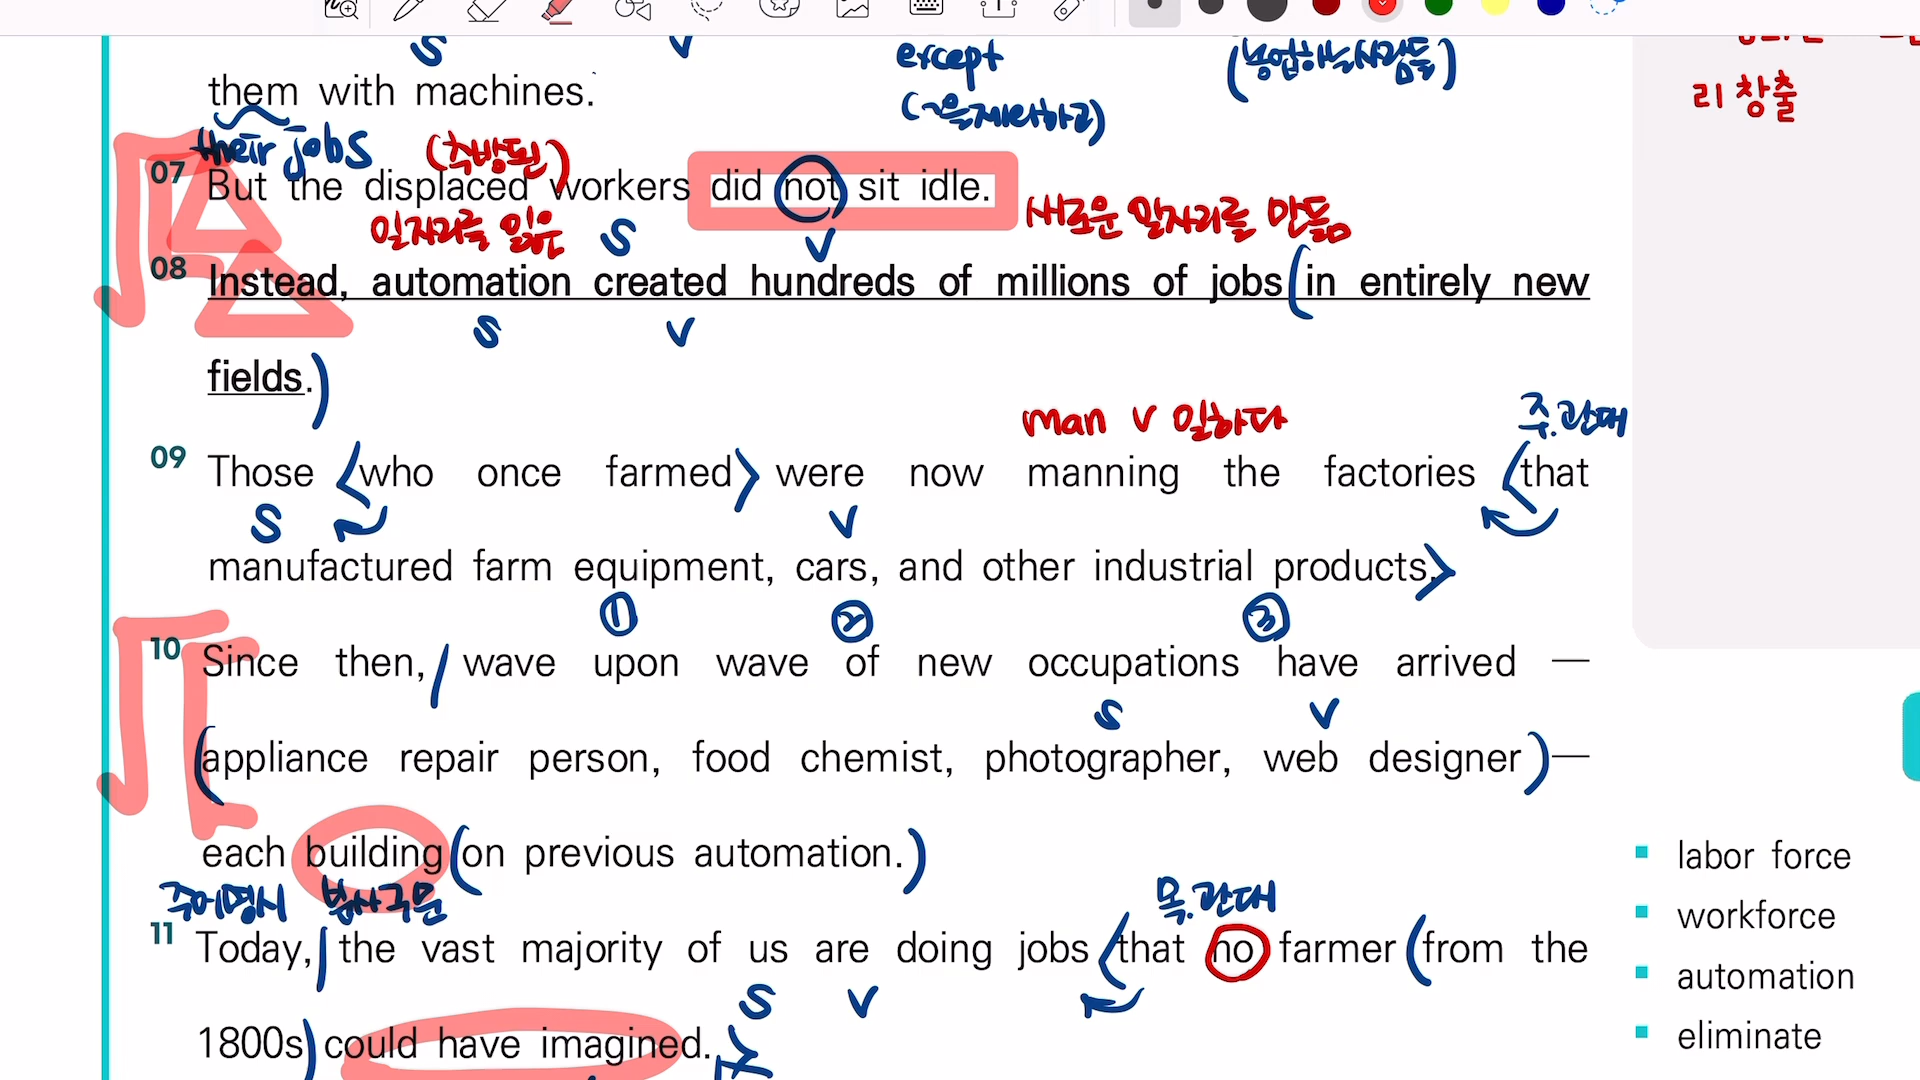 S V except (농업하는사람들)
them with machines. (~을제외하고) 리 창출
their jobs (추방된)
07 But the displaced workers did not sit idle.
일자리를 잃은 S V 새로운 일자리를 만듦
08 Instead, automation created hundreds of millions of jobs (in entirely new
S V
fields.)
man v 일하다 주.관대
09 Those <who once farmed> were now manning the factories <that
S V
manufactured farm equipment, cars, and other industrial products.>
① ② ③
10 Since then, / wave upon wave of new occupations have arrived —
S V
(appliance repair person, food chemist, photographer, web designer) —
each building (on previous automation.)
주어명시 분사구문 목.관대
11 Today, / the vast majority of us are doing jobs <that no farmer (from the
S V
1800s) could have imagined.
labor force
workforce
automation
eliminate